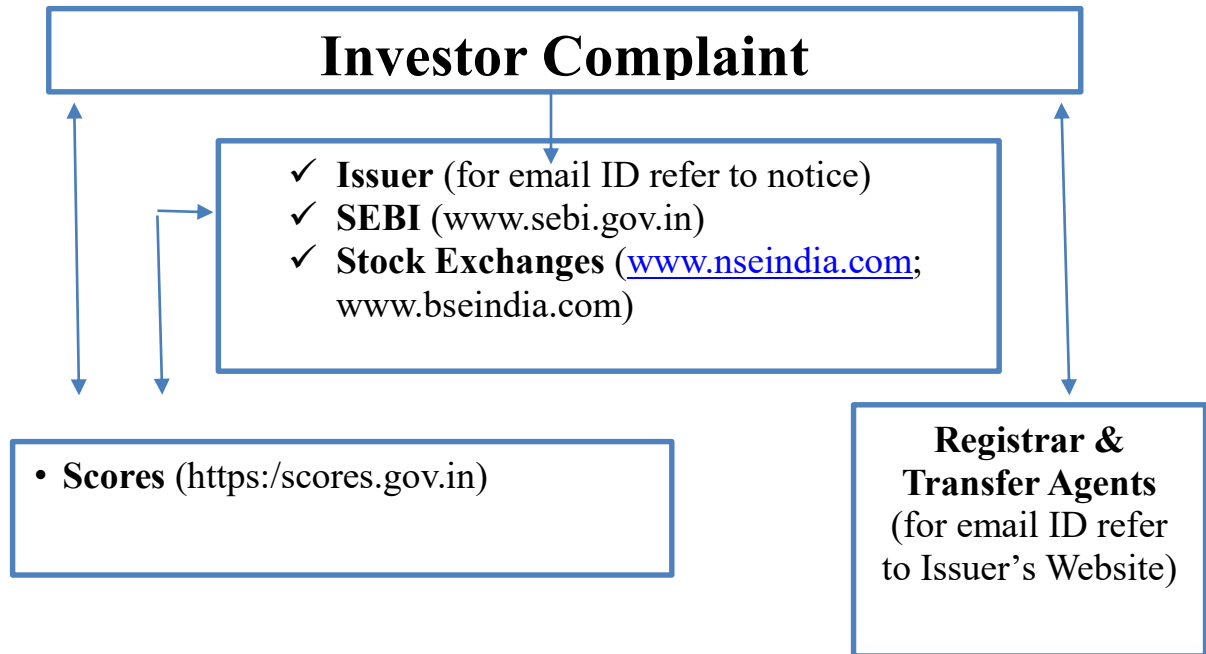 Investor Complaint
✓ Issuer (for email ID refer to notice)
✓ SEBI (www.sebi.gov.in)
✓ Stock Exchanges (www.nseindia.com;
www.bseindia.com)
• Scores (https:/scores.gov.in)
Registrar &
Transfer Agents
(for email ID refer
to Issuer’s Website)